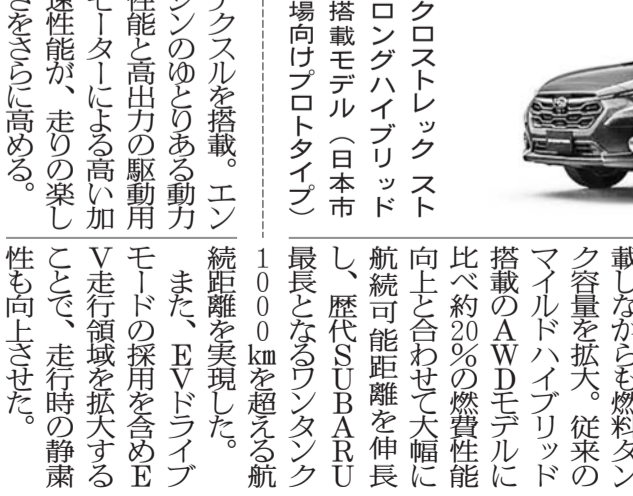 クロストレック スト
ロングハイブリッド
搭載モデル（日本市
場向けプロトタイプ）
テクスルを搭載。エン
ジンのゆとりある動力
性能と高出力の駆動用
モーターによる高い加
速性能が、走りの楽し
さをさらに高める。
載しながらも燃料タン
ク容量を拡大。従来の
マイルドハイブリッド
搭載のAWDモデルに
比べ約20％の燃費性能
向上と合わせて大幅に
航続可能距離を伸長
し、歴代SUBARU
最長となるワンタンク
1000㎞を超える航
続距離を実現した。
また、EVドライブ
モードの採用を含めE
V走行領域を拡大する
ことで、走行時の静粛
性も向上させた。